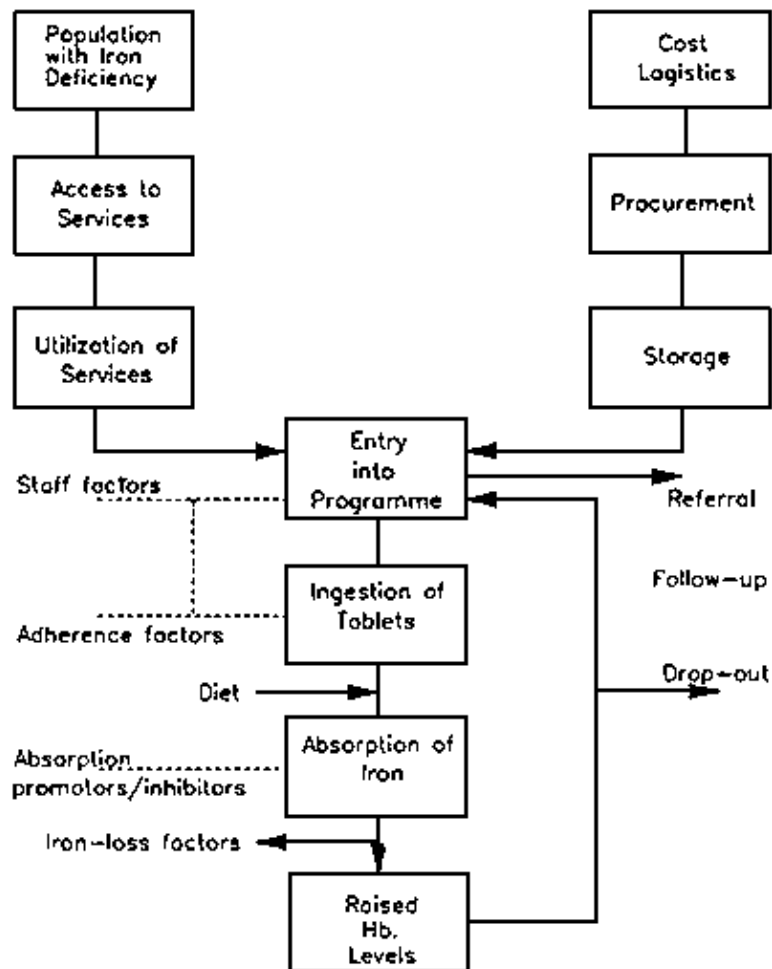 Population
with Iron
Deficiency
Cost
Logistics
Access to
Services
Procurement
Utilization of
Services
Storage
Entry
into
Programme
Staff factors
Referral
Follow-up
Ingestion of
Tablets
Adherence factors
Diet
Drop-out
Absorption of
Iron
Absorption
promotors/inhibitors
Iron-loss factors
Raised
Hb.
Levels